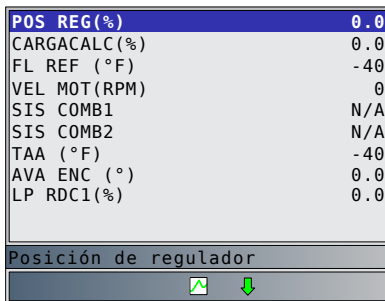 POS REG(%) 0.0
CARGACALC(%) 0.0
FL REF (°F) -40
VEL MOT(RPM) 0
SIS COMB1 N/A
SIS COMB2 N/A
TAA (°F) -40
AVA ENC (°) 0.0
LP RDC1(%) 0.0
Posición de regulador